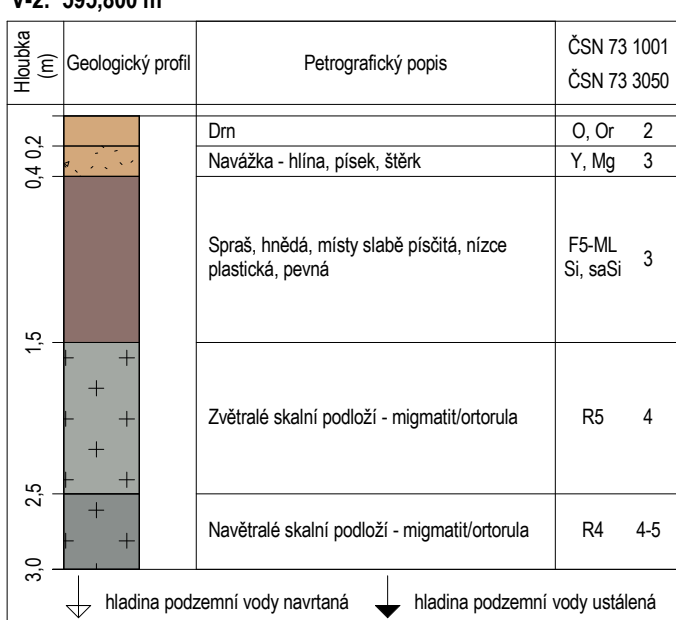 V-2: 595,800 m
Hloubka (m)
Geologický profil
Petrografický popis
ČSN 73 1001
ČSN 73 3050
0,2
Drn
O, Or 2
0,4
Navážka - hlína, písek, štěrk
Y, Mg 3
Spraš, hnědá, místy slabě písčitá, nízce
plastická, pevná
F5-ML
Si, saSi
3
1,5
Zvětralé skalní podloží - migmatit/ortorula
R5 4
2,5
Navětralé skalní podloží - migmatit/ortorula
R4 4-5
3,0
hladina podzemní vody navrtaná
hladina podzemní vody ustálená